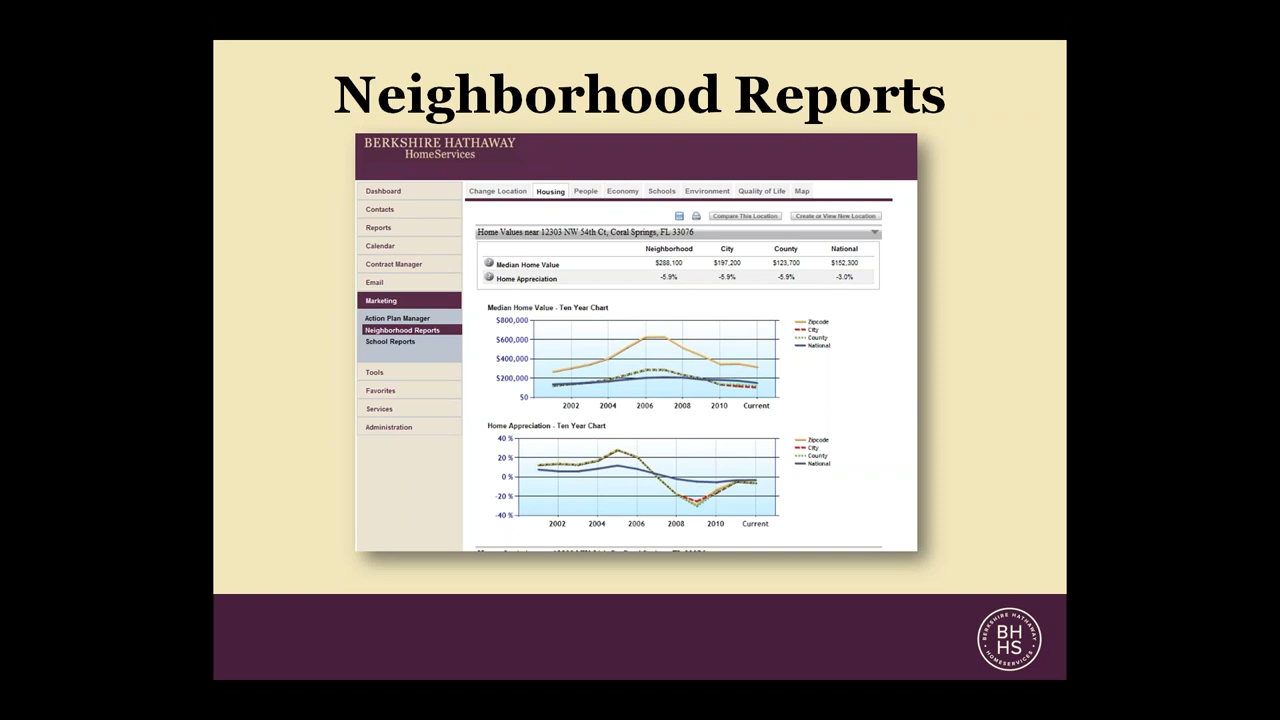 Neighborhood Reports
BERKSHIRE HATHAWAY
HomeServices
Dashboard
Contacts
Reports
Calendar
Contract Manager
Email
Marketing
Action Plan Manager
Neighborhood Reports
School Reports
Tools
Favorites
Services
Administration
Change Location Housing People Economy Schools Environment Quality of Life Map
Compare This Location Create or View New Location
Home Values near 12303 NW 54th Ct, Coral Springs, FL 33076
Neighborhood City County National
Median Home Value $288,100 $197,200 $123,700 $152,300
Home Appreciation -5.9% -5.9% -5.9% -3.0%
Median Home Value - Ten Year Chart
$800,000
$600,000
$400,000
$200,000
$0
2002 2004 2006 2008 2010 Current
Zipcode
City
County
National
Home Appreciation - Ten Year Chart
40 %
20 %
0 %
-20 %
-40 %
2002 2004 2006 2008 2010 Current
Zipcode
City
County
National
BERKSHIRE HATHAWAY
BH
HS
HOMESERVICES